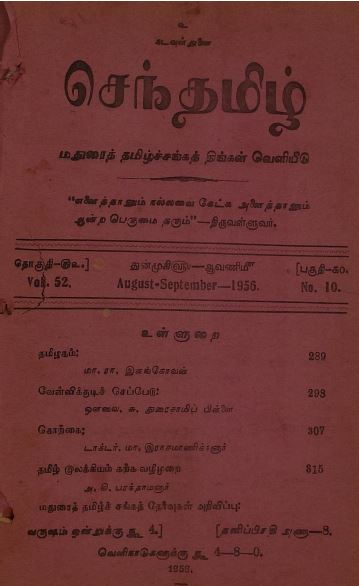 உ
கடவுள் துணை
செந்தமிழ்
மதுரைத் தமிழ்ச்சங்கத் திங்கள் வெளியீடு
"எனைத்தானும் நல்லவை கேட்க அனைத்தானும்
ஆன்ற பெருமை தரும்"—திருவள்ளுவர்.
தொகுதி-௫௨.] துன்முகி௵—ஆவணி௴ [பகுதி-௧௦.
Vol. 52. August-September—1956. No. 10.
உள்ளுறை
தமிழகம்: 289
மா. ரா. இளங்கோவன்
வேள்விக்குடிச் செப்பேடு: 298
ஔவை. சு. துரைசாமிப் பிள்ளை
கொற்கை: 307
டாக்டர். மா. இராசமாணிக்கனார்
தமிழ் இலக்கியம் கற்க வழிமுறை 315
அ. கி. பரந்தாமனார்
மதுரைத் தமிழ்ச் சங்கத் தேர்வுகள் அறிவிப்பு:
வருஷம் ஒன்றுக்கு ரூ 4.] [தனிப்பிரதி அணா—8.
வெளிநாடுகளுக்கு ரூ 4—8—0.
1956.